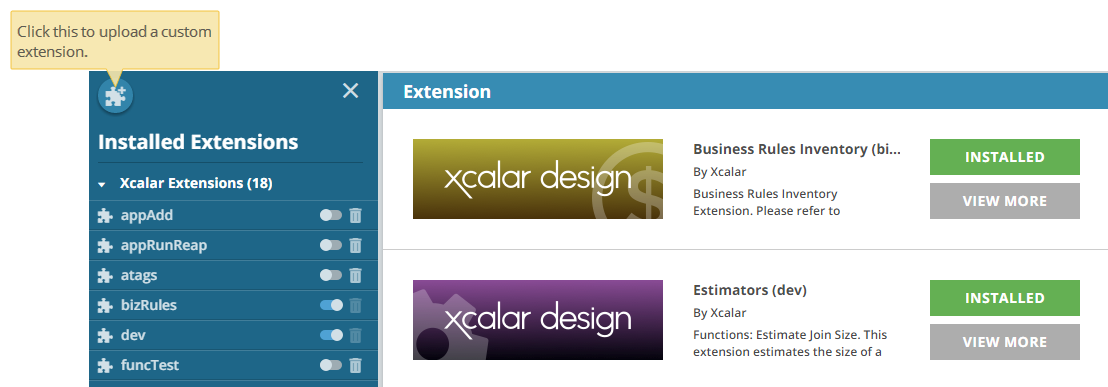 Click this to upload a custom
extension.
Installed Extensions
Xcalar Extensions (18)
appAdd
appRunReap
atags
bizRules
dev
funcTest
Extension
xcalar design
Business Rules Inventory (bi...
By Xcalar
Business Rules Inventory
Extension. Please refer to
INSTALLED
VIEW MORE
xcalar design
Estimators (dev)
By Xcalar
Functions: Estimate Join Size. This
extension estimates the size of a
INSTALLED
VIEW MORE